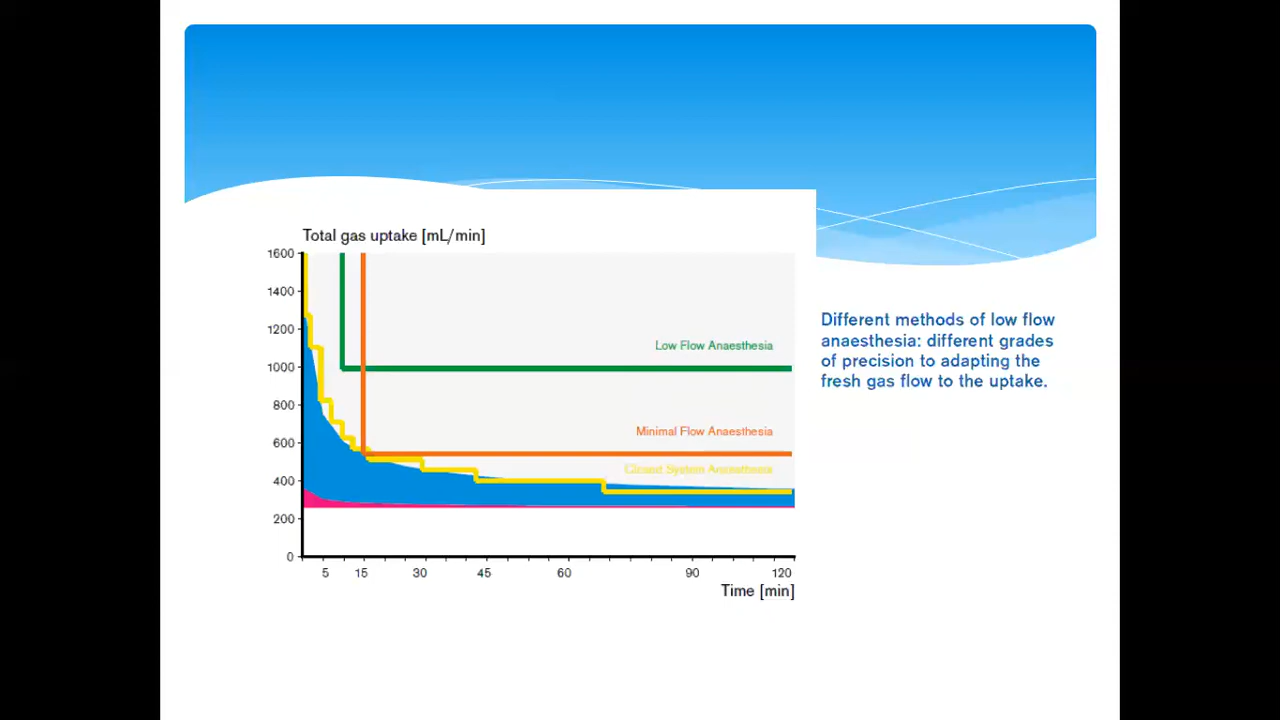 Total gas uptake [mL/min]
1600
1400
1200
1000
800
600
400
200
0
Low Flow Anaesthesia
Minimal Flow Anaesthesia
Closed System Anaesthesia
5 15 30 45 60 90 120
Time [min]
Different methods of low flow
anaesthesia: different grades
of precision to adapting the
fresh gas flow to the uptake.